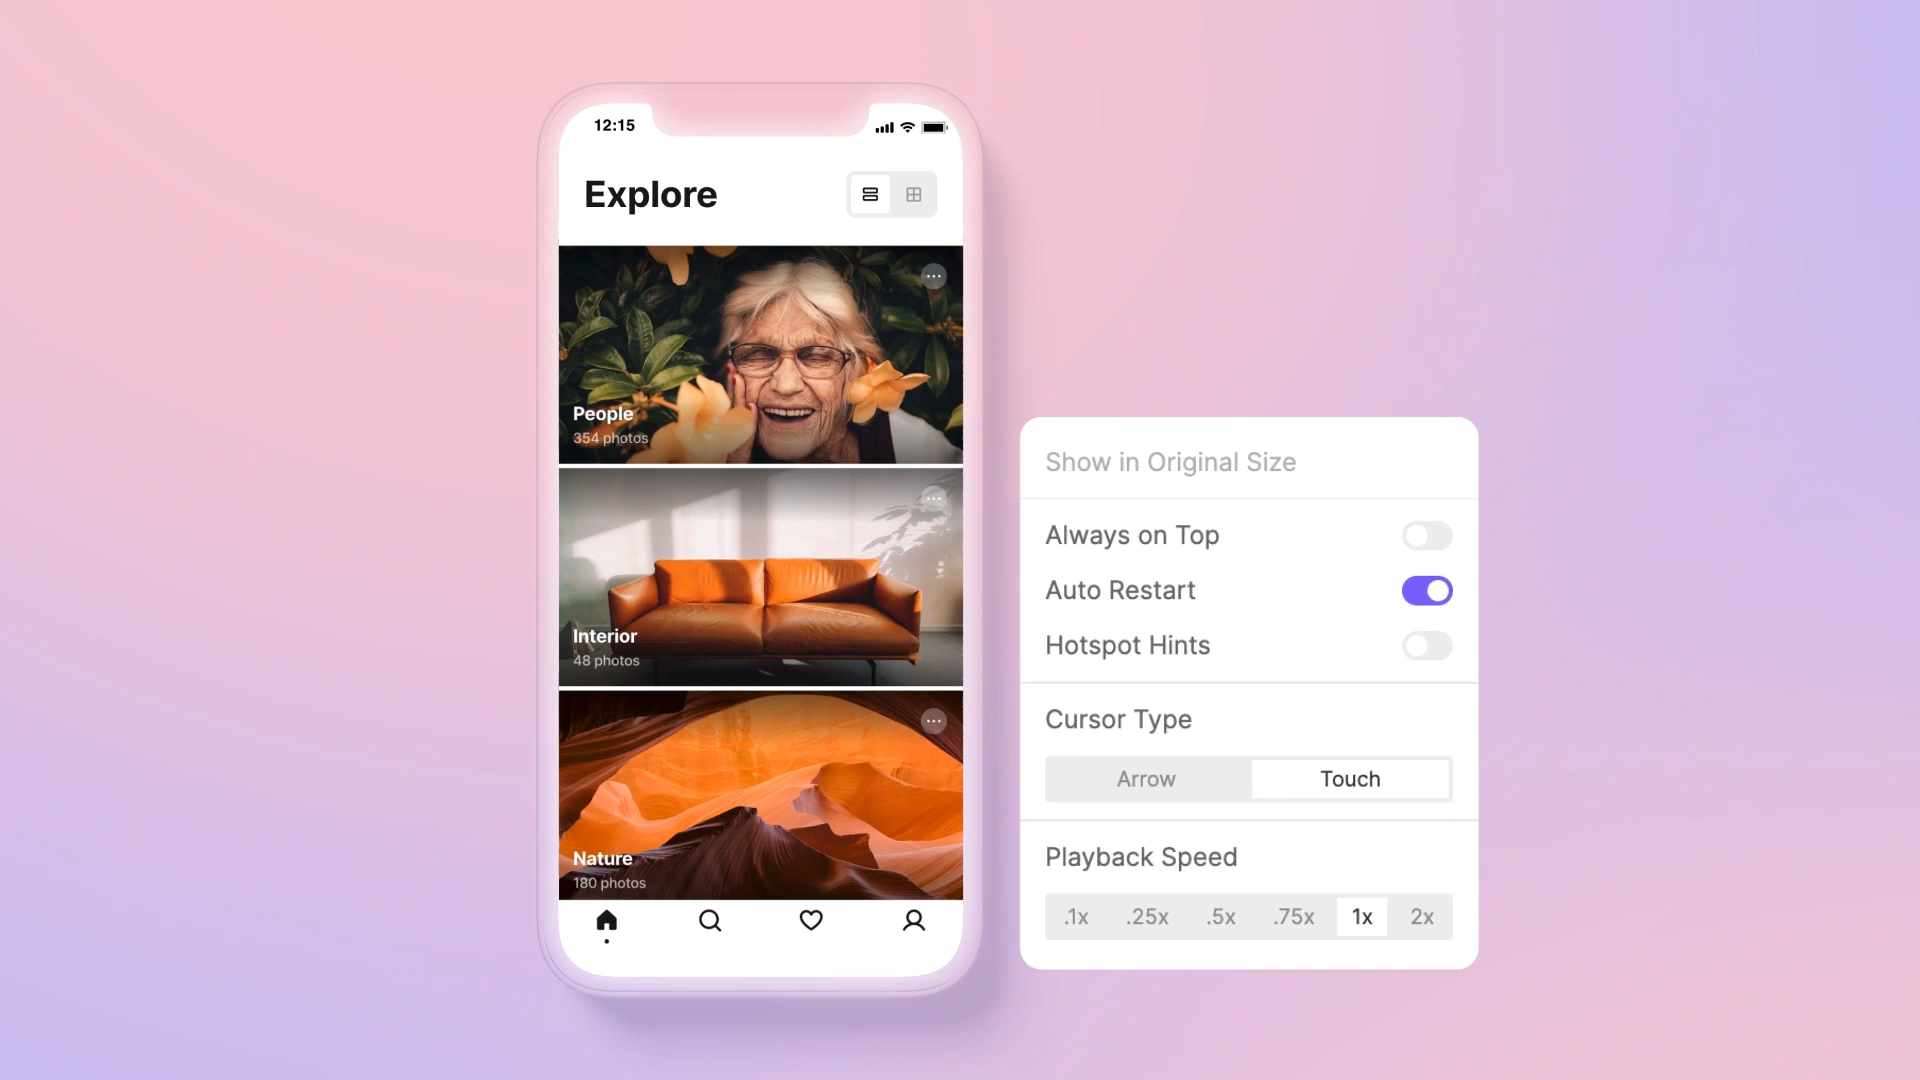 12:15
Explore
People
354 photos
Interior
48 photos
Nature
180 photos
Show in Original Size
Always on Top
Auto Restart
Hotspot Hints
Cursor Type
Arrow Touch
Playback Speed
.1x .25x .5x .75x 1x 2x